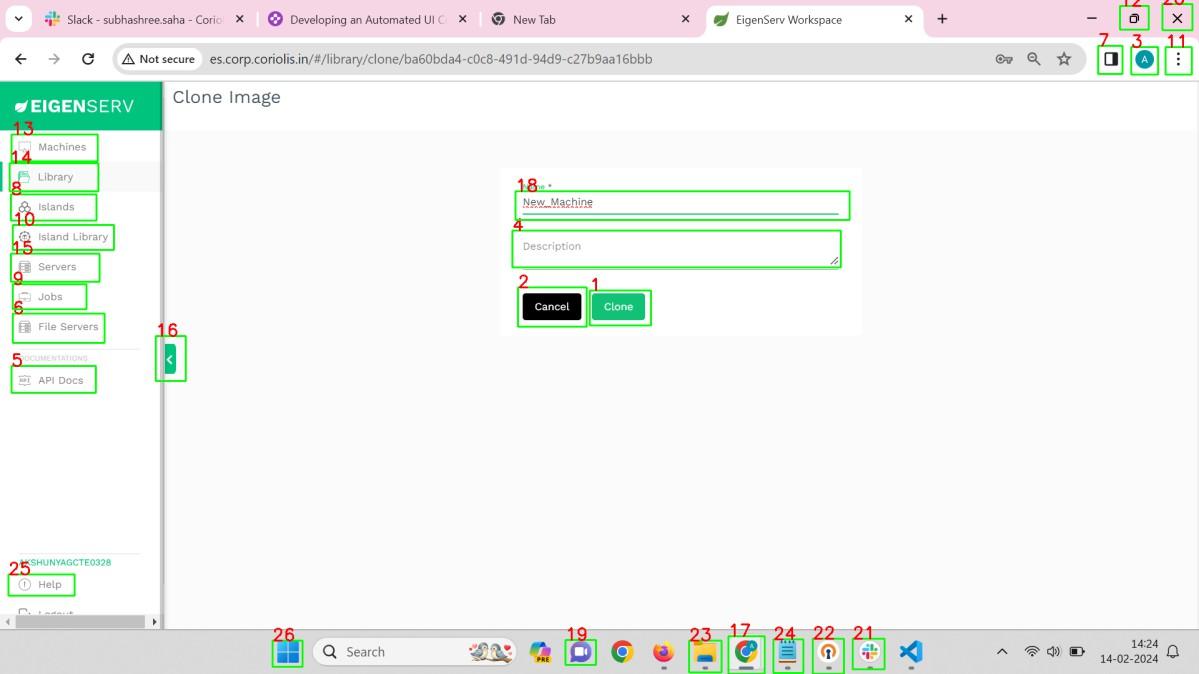 Slack - subhashree.saha - Corio
Developing an Automated UI C
New Tab
EigenServ Workspace
12
20
Not secure
es.corp.coriolis.in/#/library/clone/ba60bda4-c0c8-491d-94d9-c27b9aa16bbb
7
3
A
11
EIGENSERV
Clone Image
13
Machines
14
Library
8
Islands
10
Island Library
15
Servers
9
Jobs
6
File Servers
16
DOCUMENTATIONS
5
API Docs
18
*
New_Machine
4
Description
2
Cancel
1
Clone
AKSHUNYAGCTE0328
25
Help
Logout
26
Search
PRE
19
23
17
A
24
22
21
14:24
14-02-2024